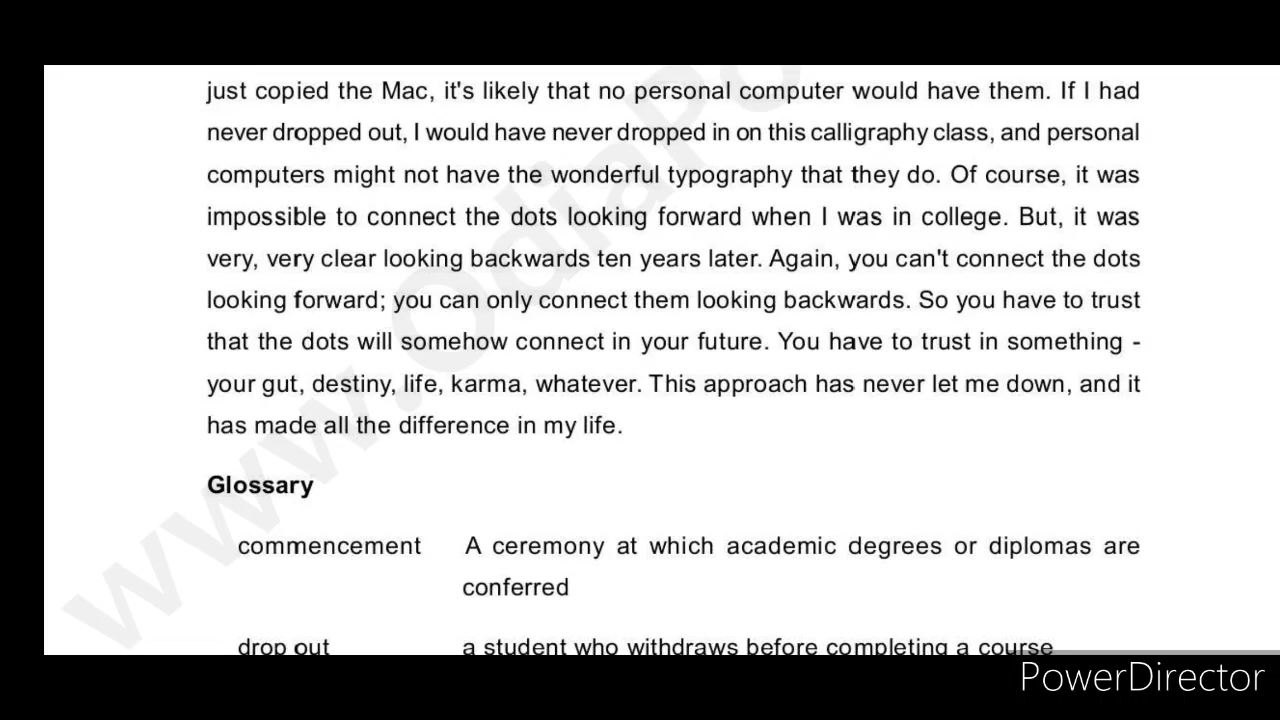 just copied the Mac, it's likely that no personal computer would have them. If I had
never dropped out, I would have never dropped in on this calligraphy class, and personal
computers might not have the wonderful typography that they do. Of course, it was
impossible to connect the dots looking forward when I was in college. But, it was
very, very clear looking backwards ten years later. Again, you can't connect the dots
looking forward; you can only connect them looking backwards. So you have to trust
that the dots will somehow connect in your future. You have to trust in something -
your gut, destiny, life, karma, whatever. This approach has never let me down, and it
has made all the difference in my life.
Glossary
commencement A ceremony at which academic degrees or diplomas are
conferred
drop out a student who withdraws before completing a course
www.OdiaPo
PowerDirector